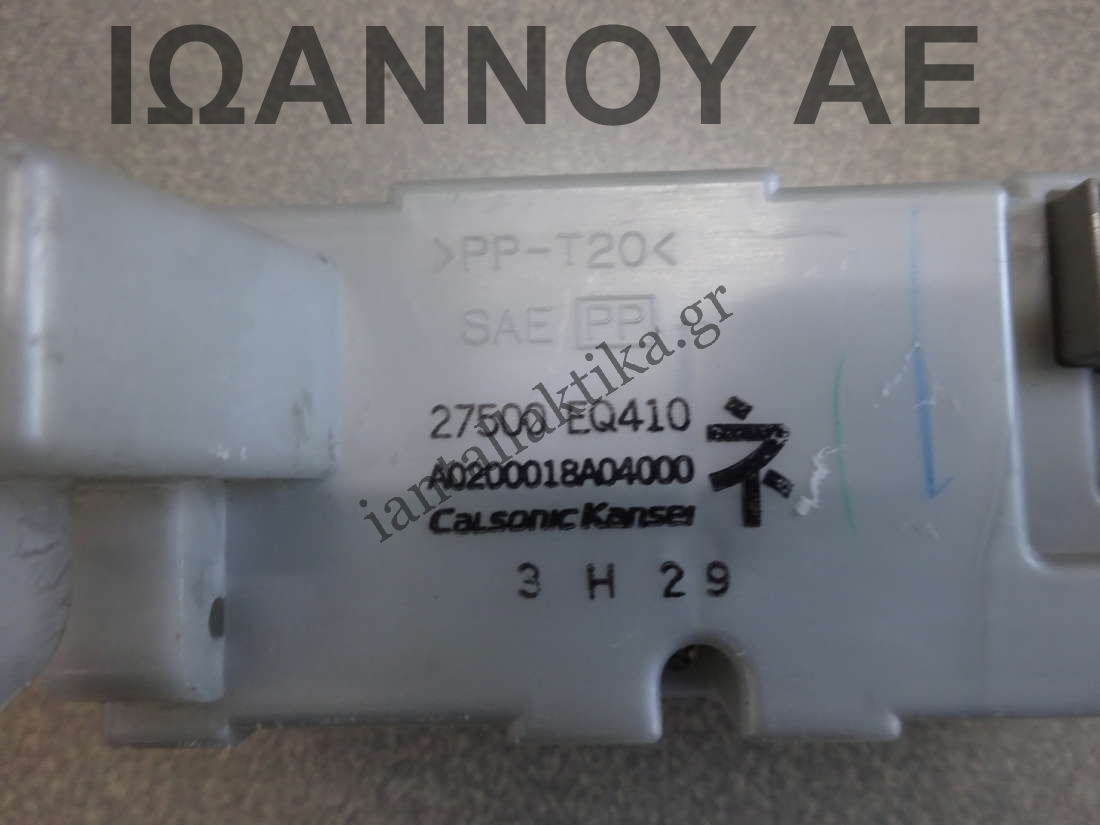 ΙΩΑΝΝΟΥ ΑΕ
>PP-T20<
SAE PP
iantallaktika.gr
27500 EQ410
A0200018A04000
ネ
CalsonicKansei
3 H 29